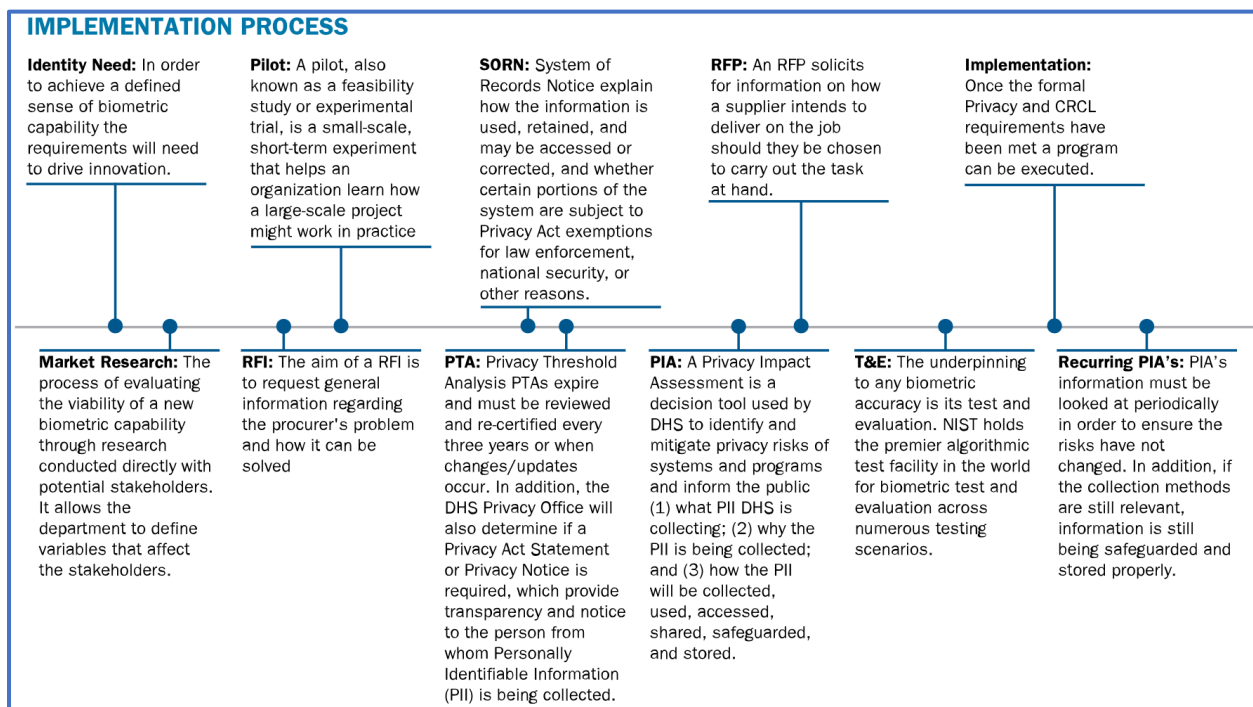 IMPLEMENTATION PROCESS
Identity Need: In order
to achieve a defined
sense of biometric
capability the
requirements will need
to drive innovation.
Pilot: A pilot, also
known as a feasibility
study or experimental
trial, is a small-scale,
short-term experiment
that helps an
organization learn how
a large-scale project
might work in practice
SORN: System of
Records Notice explain
how the information is
used, retained, and
may be accessed or
corrected, and whether
certain portions of the
system are subject to
Privacy Act exemptions
for law enforcement,
national security, or
other reasons.
RFP: An RFP solicits
for information on how
a supplier intends to
deliver on the job
should they be chosen
to carry out the task
at hand.
Implementation:
Once the formal
Privacy and CRCL
requirements have
been met a program
can be executed.
Market Research: The
process of evaluating
the viability of a new
biometric capability
through research
conducted directly with
potential stakeholders.
It allows the
department to define
variables that affect
the stakeholders.
RFI: The aim of a RFI is
to request general
information regarding
the procurer's problem
and how it can be
solved
PTA: Privacy Threshold
Analysis PTAs expire
and must be reviewed
and re-certified every
three years or when
changes/updates
occur. In addition, the
DHS Privacy Office will
also determine if a
Privacy Act Statement
or Privacy Notice is
required, which provide
transparency and notice
to the person from
whom Personally
Identifiable Information
(PII) is being collected.
PIA: A Privacy Impact
Assessment is a
decision tool used by
DHS to identify and
mitigate privacy risks of
systems and programs
and inform the public
(1) what PII DHS is
collecting; (2) why the
PII is being collected;
and (3) how the PII
will be collected,
used, accessed,
shared, safeguarded,
and stored.
T&E: The underpinning
to any biometric
accuracy is its test and
evaluation. NIST holds
the premier algorithmic
test facility in the world
for biometric test and
evaluation across
numerous testing
scenarios.
Recurring PIA's: PIA's
information must be
looked at periodically
in order to ensure the
risks have not
changed. In addition, if
the collection methods
are still relevant,
information is still
being safeguarded and
stored properly.